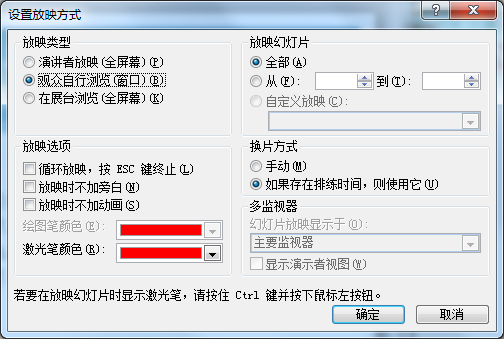 设置放映方式
放映类型
演讲者放映(全屏幕)(P)
观众自行浏览(窗口)(B)
在展台浏览(全屏幕)(K)
放映选项
循环放映，按 ESC 键终止(L)
放映时不加旁白(N)
放映时不加动画(S)
绘图笔颜色(E):
激光笔颜色(R):
放映幻灯片
全部(A)
从(F): 到(T):
自定义放映(C):
换片方式
手动(M)
如果存在排练时间，则使用它(U)
多监视器
幻灯片放映显示于(O):
主要监视器
显示演示者视图(W)
若要在放映幻灯片时显示激光笔，请按住 Ctrl 键并按下鼠标左按钮。
确定
取消